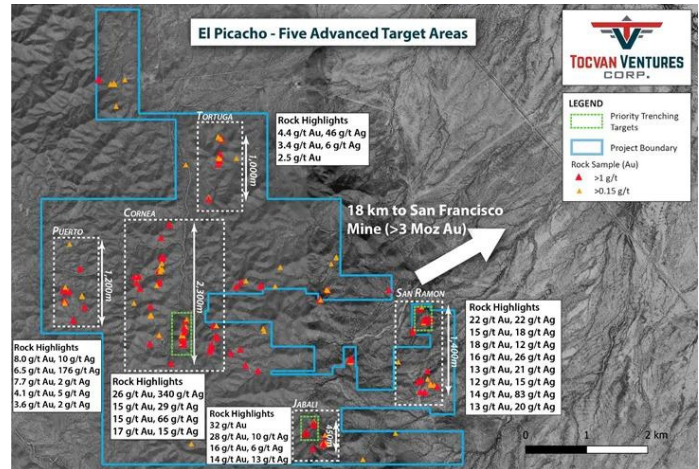 El Picacho - Five Advanced Target Areas
TOCVAN VENTURES
CORP.
LEGEND
Priority Trenching
Targets
Project Boundary
Rock Sample (Au)
>1 g/t
>0.15 g/t
TORTUGA
1,000m
Rock Highlights
4.4 g/t Au, 46 g/t Ag
3.4 g/t Au, 6 g/t Ag
2.5 g/t Au
18 km to San Francisco
Mine (>3 Moz Au)
PUERTO
1,200m
CORNEA
2,300m
SAN RAMON
1,400m
Rock Highlights
22 g/t Au, 22 g/t Ag
15 g/t Au, 18 g/t Ag
18 g/t Au, 12 g/t Ag
16 g/t Au, 26 g/t Ag
13 g/t Au, 21 g/t Ag
12 g/t Au, 15 g/t Ag
14 g/t Au, 83 g/t Ag
13 g/t Au, 20 g/t Ag
Rock Highlights
8.0 g/t Au, 10 g/t Ag
6.5 g/t Au, 176 g/t Ag
7.7 g/t Au, 2 g/t Ag
4.1 g/t Au, 5 g/t Ag
3.6 g/t Au, 2 g/t Ag
Rock Highlights
26 g/t Au, 340 g/t Ag
15 g/t Au, 29 g/t Ag
15 g/t Au, 66 g/t Ag
17 g/t Au, 15 g/t Ag
JABALI
450m
Rock Highlights
32 g/t Au
28 g/t Au, 10 g/t Ag
16 g/t Au, 6 g/t Ag
14 g/t Au, 13 g/t Ag
0 1 2 km